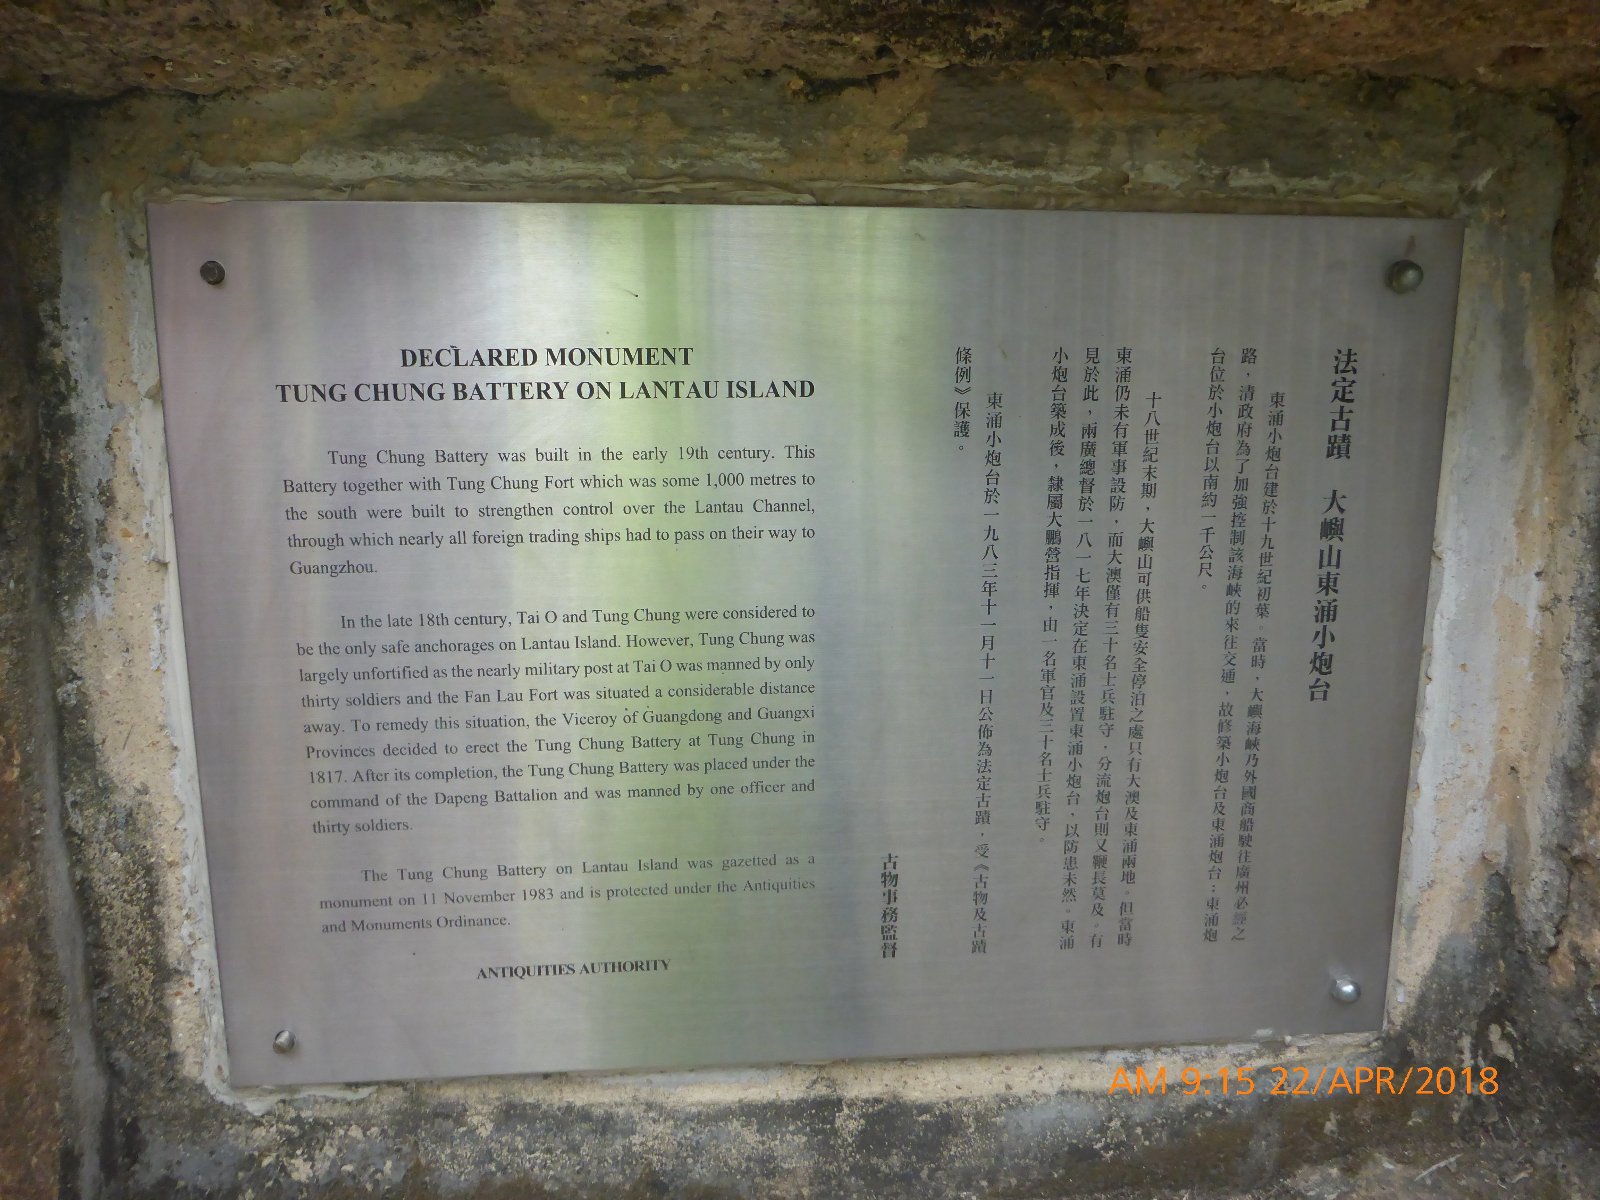 DECLARED MONUMENT
TUNG CHUNG BATTERY ON LANTAU ISLAND
Tung Chung Battery was built in the early 19th century. This
Battery together with Tung Chung Fort which was some 1,000 metres to
the south were built to strengthen control over the Lantau Channel,
through which nearly all foreign trading ships had to pass on their way to
Guangzhou.
In the late 18th century, Tai O and Tung Chung were considered to
be the only safe anchorages on Lantau Island. However, Tung Chung was
largely unfortified as the nearly military post at Tai O was manned by only
thirty soldiers and the Fan Lau Fort was situated a considerable distance
away. To remedy this situation, the Viceroy of Guangdong and Guangxi
Provinces decided to erect the Tung Chung Battery at Tung Chung in
1817. After its completion, the Tung Chung Battery was placed under the
command of the Dapeng Battalion and was manned by one officer and
thirty soldiers.
The Tung Chung Battery on Lantau Island was gazetted as a
monument on 11 November 1983 and is protected under the Antiquities
and Monuments Ordinance.
ANTIQUITIES AUTHORITY
法定古蹟 大嶼山東涌小炮台
東涌小炮台建於十九世紀初葉。當時，大嶼海峽乃外國商船駛往廣州必經之
路，清政府為了加強控制該海峽的來往交通，故修築小炮台及東涌炮台；東涌炮
台位於小炮台以南約一千公尺。
十八世紀末期，大嶼山可供船隻安全停泊之處只有大澳及東涌兩地。但當時
東涌仍未有軍事設防，而大澳僅有三十名士兵駐守，分流炮台則又鞭長莫及。有
見於此，兩廣總督於一八一七年決定在東涌設置東涌小炮台，以防患未然。東涌
小炮台築成後，隸屬大鵬營指揮，由一名軍官及三十名士兵駐守。
東涌小炮台於一九八三年十一月十一日公佈為法定古蹟，受《古物及古蹟
條例》保護。
古物事務監督
AM 9:15 22/APR/2018